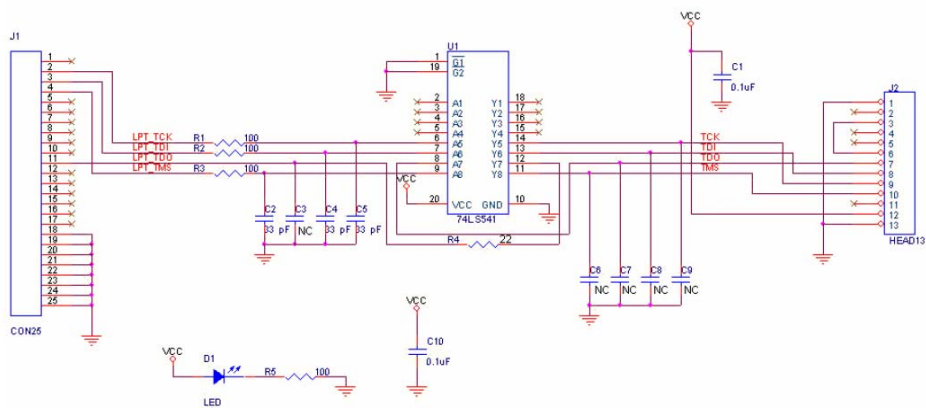 J1
1
2
3
4
5
6
7
8
9
10
11
12
13
14
15
16
17
18
19
20
21
22
23
24
25
CON25
LPT_TCK
LPT_TDI
LPT_TDO
LPT_TMS
R1 100
R2 100
R3 100
C2
33 pF
C3
NC
C4
33 pF
C5
33 pF
U1
1 G1
19 G2
2 A1 Y1 18
3 A2 Y2 17
4 A3 Y3 16
5 A4 Y4 15
6 A5 Y5 14
7 A6 Y6 13
8 A7 Y7 12
9 A8 Y8 11
VCC
20 VCC GND 10
74LS541
R4 22
VCC
C1
0.1uF
TCK
TDI
TDO
TMS
C6
NC
C7
NC
C8
NC
C9
NC
J2
1
2
3
4
5
6
7
8
9
10
11
12
13
HEAD13
VCC
C10
0.1uF
VCC
D1
LED
R5 100